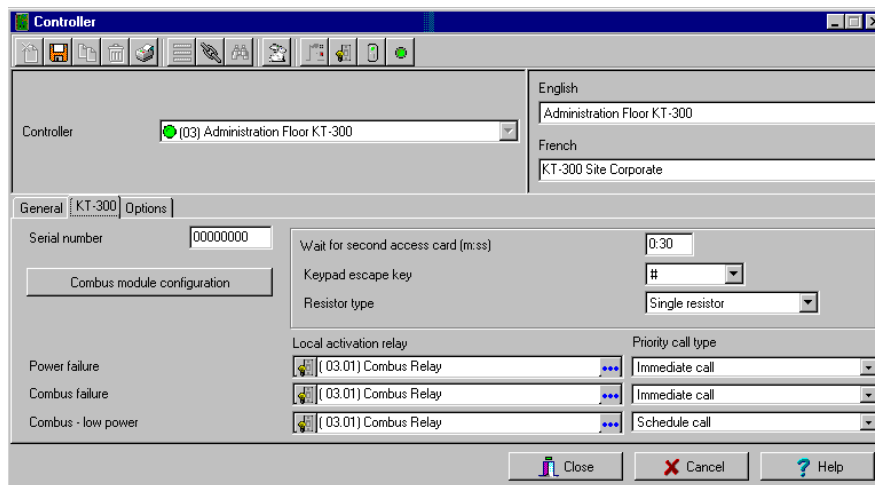 Controller
English
Administration Floor KT-300
Controller
(03) Administration Floor KT-300
French
KT-300 Site Corporate
General KT-300 Options
Serial number 00000000
Wait for second access card (m:ss) 0:30
Combus module configuration
Keypad escape key #
Resistor type Single resistor
Local activation relay Priority call type
Power failure ( 03.01) Combus Relay ... Immediate call
Combus failure ( 03.01) Combus Relay ... Immediate call
Combus - low power ( 03.01) Combus Relay ... Schedule call
Close Cancel ? Help